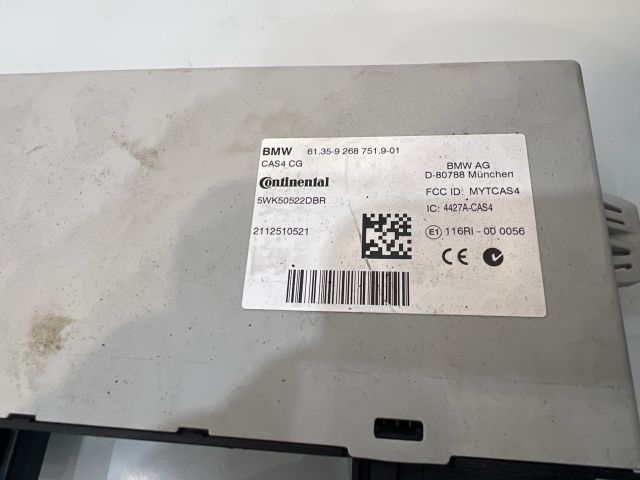 BMW 61.35-9 268 751.9-01
CAS4 CG
Continental
5WK50522DBR
2112510521
BMW AG
D-80788 München
FCC ID: MYTCAS4
IC: 4427A-CAS4
E1 116RI - 00 0056
CE